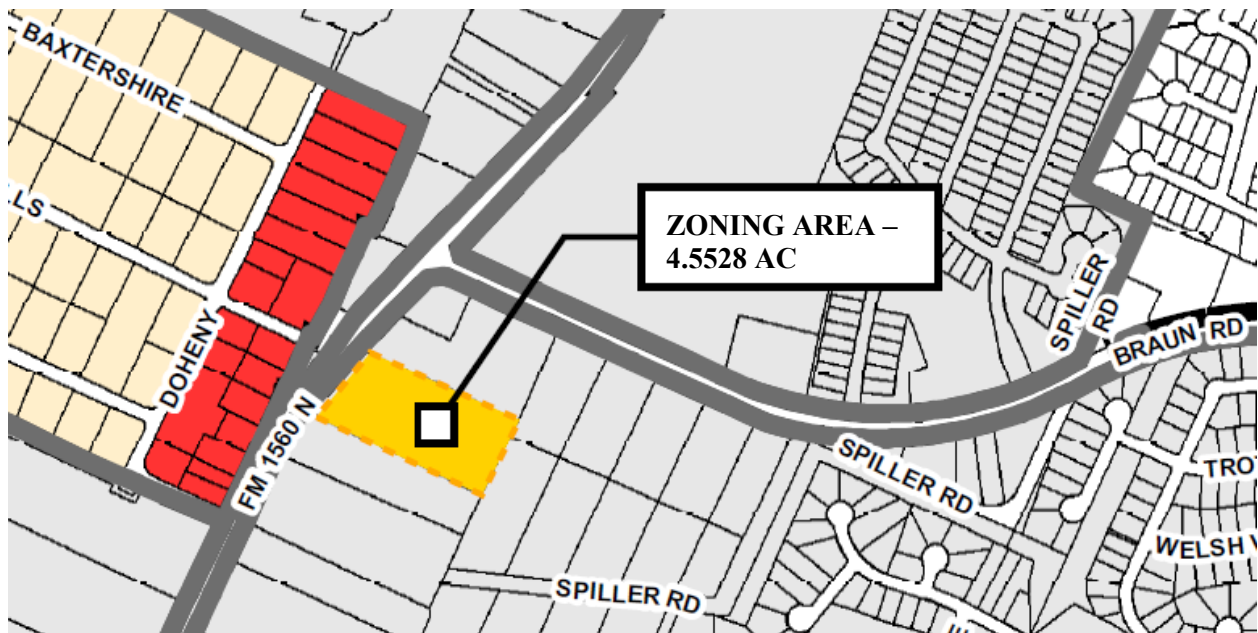 BAXTERSHIRE
LLS
DOHENY
FM 1560 N
ZONING AREA –
4.5528 AC
SPILLER
RD
BRAUN RD
SPILLER RD
SPILLER RD
TRO
WELSH V